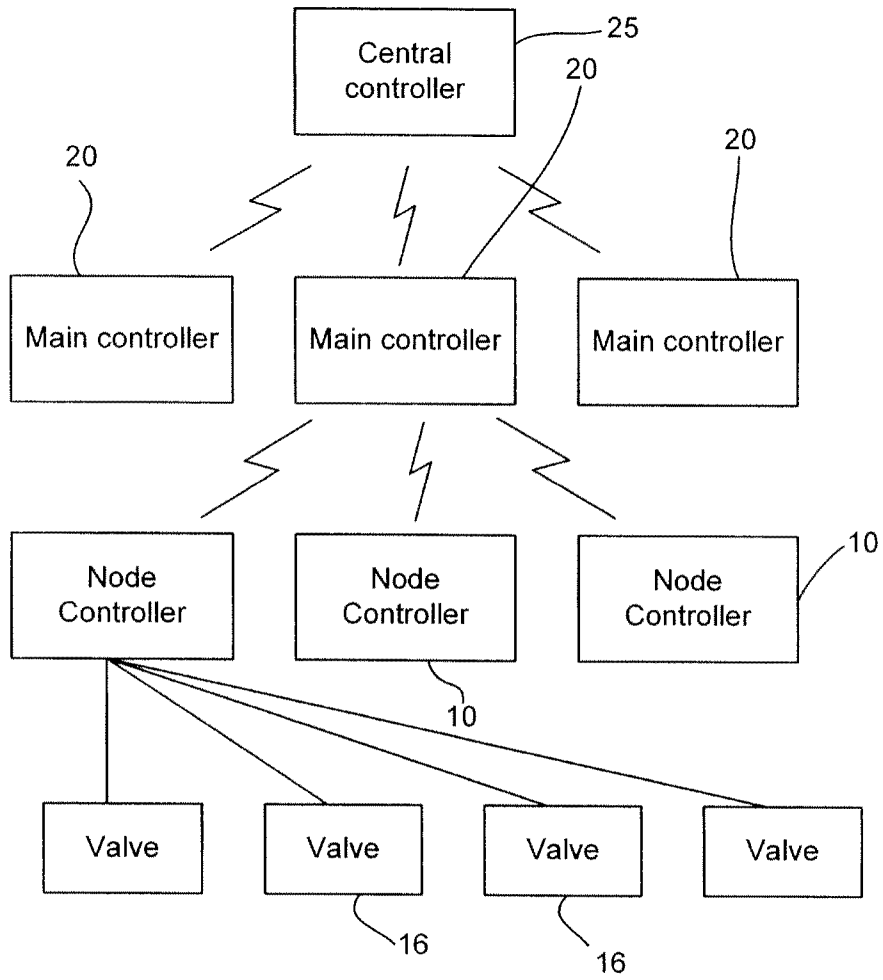 25
Central
controller
20
20
20
Main controller
Main controller
Main controller
10
Node
Controller
Node
Controller
Node
Controller
10
Valve
Valve
Valve
Valve
16
16